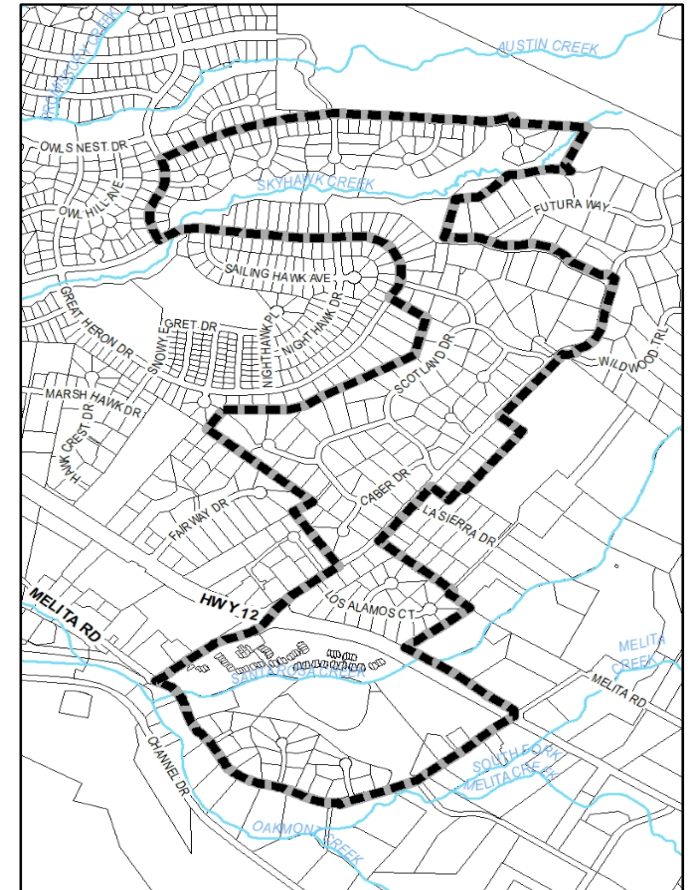 AUSTIN CREEK
BRUSH CREEK
OWLS NEST DR
SKYHAWK CREEK
OWL HILL AVE
FUTURA WAY
SAILING HAWK AVE
GREAT HERON DR
SNOWY E
GRET DR
NIGHTHAWK PL
NIGHTHAWK DR
SCOTLAND DR
WILDWOOD TRL
MARSH HAWK DR
HAWK CREST DR
CABER DR
FAIRWAY DR
LA SIERRA DR
HWY 12
LOS ALAMOS CT
MELITA RD
SANTA ROSA CREEK
MELITA
CREEK
MELITA RD
CHANNEL DR
SOUTH FORK
MELITA CREEK
OAKMONT CREEK